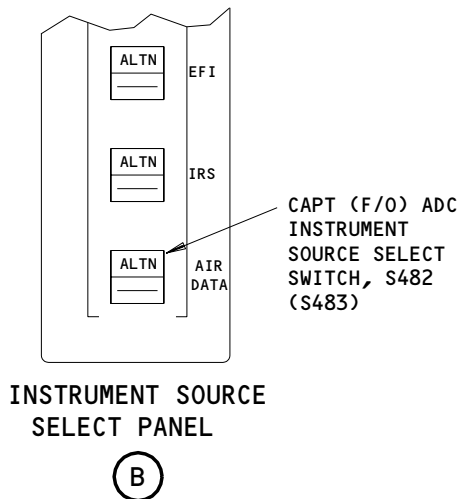 ALTN
EFI
ALTN
IRS
ALTN
AIR
DATA
CAPT (F/O) ADC
INSTRUMENT
SOURCE SELECT
SWITCH, S482
(S483)
INSTRUMENT SOURCE
SELECT PANEL
B